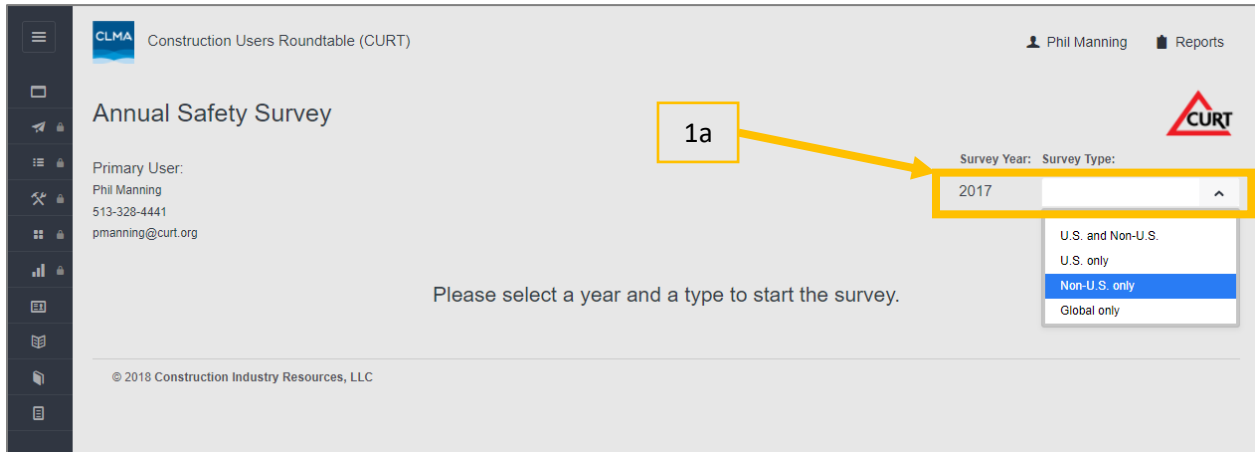 CLMA
Construction Users Roundtable (CURT)
Phil Manning
Reports
Annual Safety Survey
1a
CURT
Primary User:
Phil Manning
513-328-4441
pmanning@curt.org
Survey Year: Survey Type:
2017
U.S. and Non-U.S.
U.S. only
Non-U.S. only
Global only
Please select a year and a type to start the survey.
© 2018 Construction Industry Resources, LLC